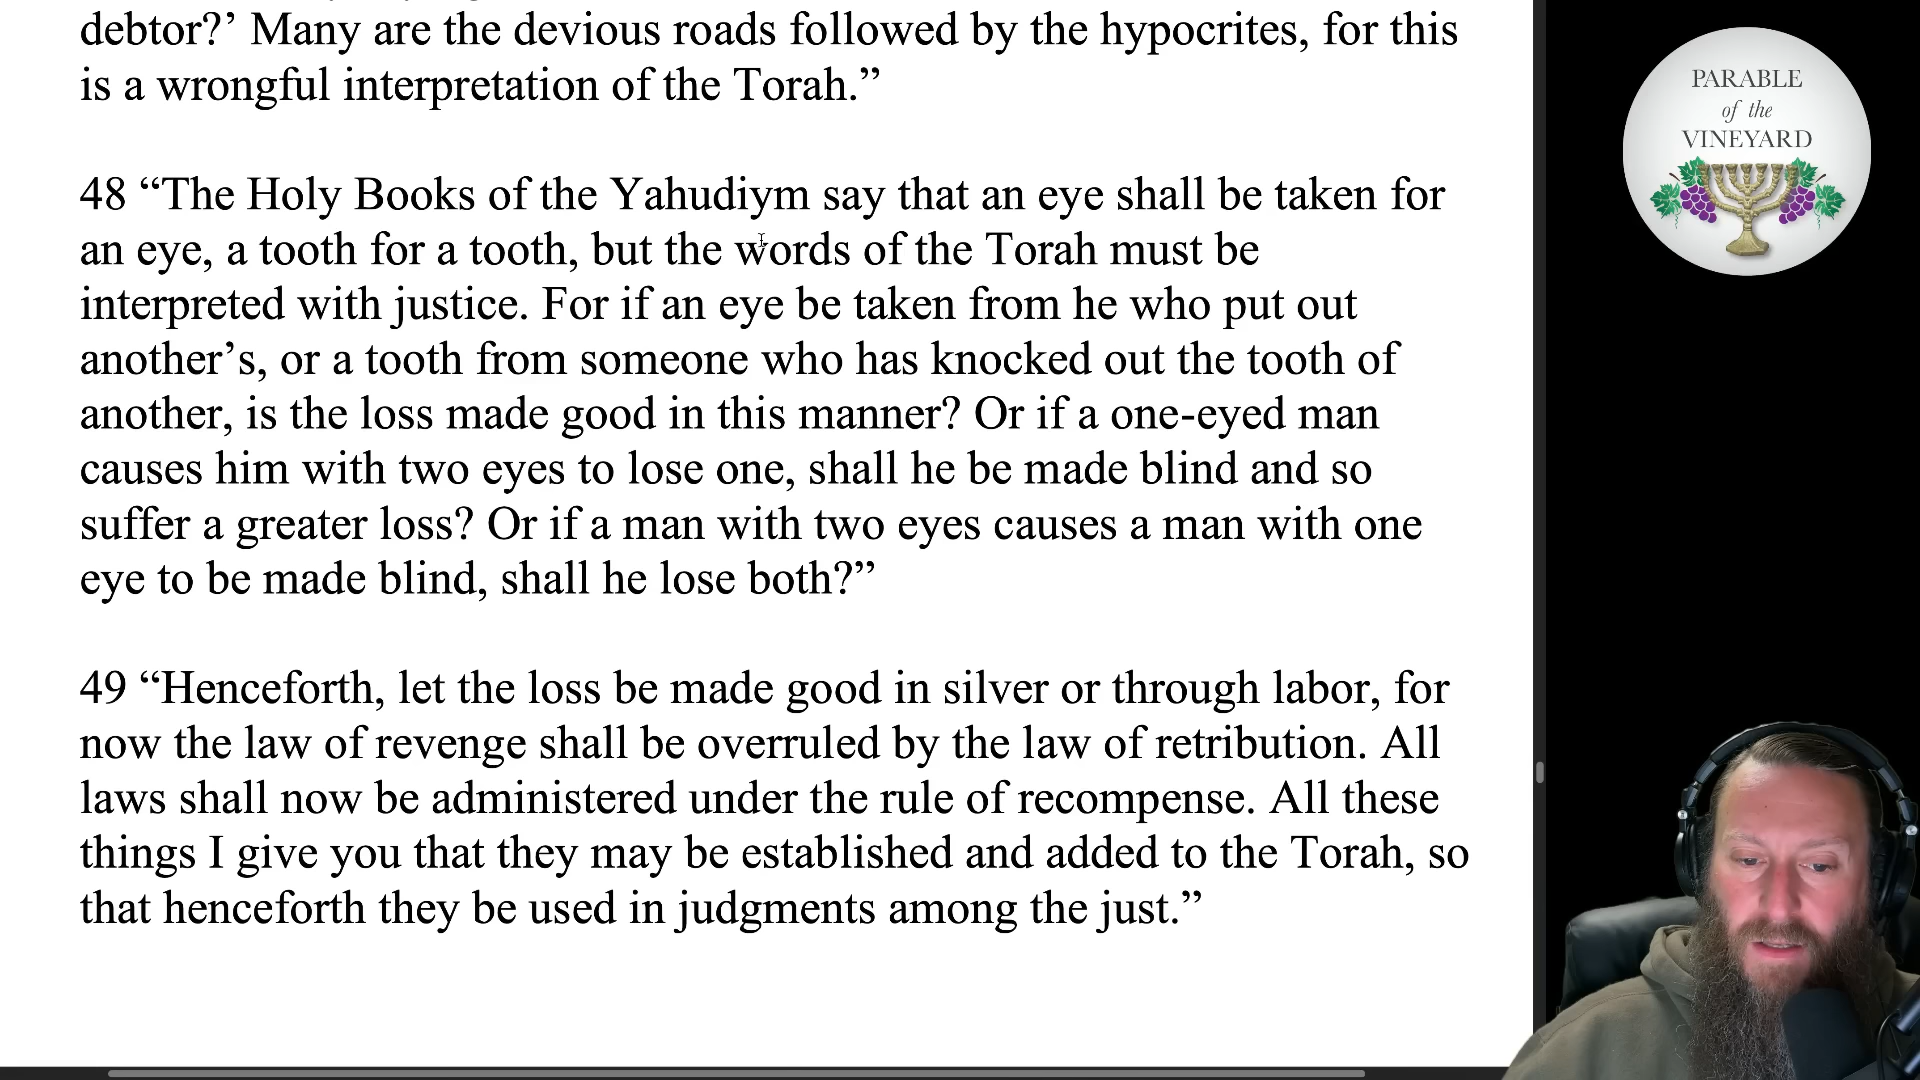 debtor?’ Many are the devious roads followed by the hypocrites, for this
is a wrongful interpretation of the Torah.”
48 “The Holy Books of the Yahudiym say that an eye shall be taken for
an eye, a tooth for a tooth, but the words of the Torah must be
interpreted with justice. For if an eye be taken from he who put out
another’s, or a tooth from someone who has knocked out the tooth of
another, is the loss made good in this manner? Or if a one-eyed man
causes him with two eyes to lose one, shall he be made blind and so
suffer a greater loss? Or if a man with two eyes causes a man with one
eye to be made blind, shall he lose both?”
49 “Henceforth, let the loss be made good in silver or through labor, for
now the law of revenge shall be overruled by the law of retribution. All
laws shall now be administered under the rule of recompense. All these
things I give you that they may be established and added to the Torah, so
that henceforth they be used in judgments among the just.”
PARABLE
of the
VINEYARD